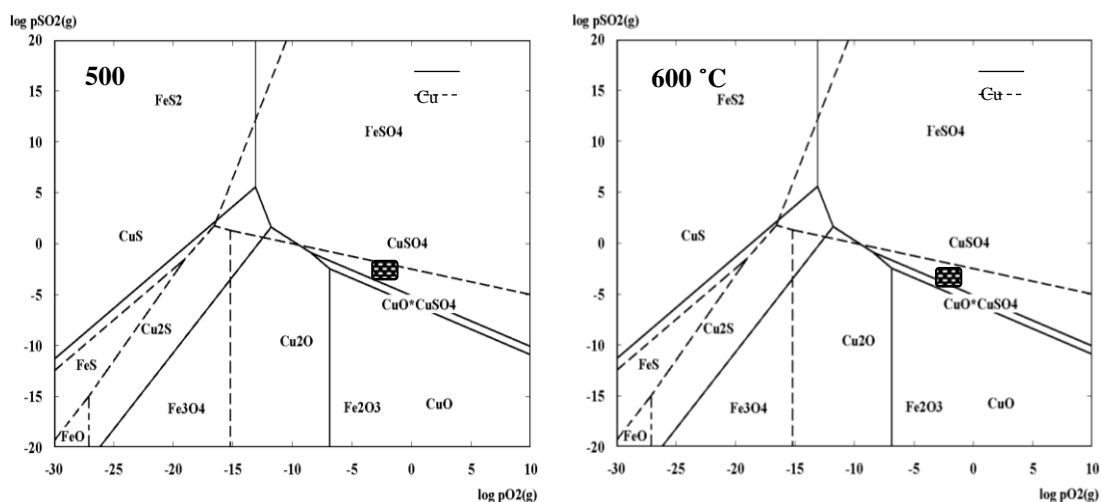 log pSO2(g)
20
15
10
5
0
-5
-10
-15
-20
-30
-25
-20
-15
-10
-5
0
5
10
log pO2(g)
500
Cu
FeS2
FeSO4
CuS
CuSO4
CuO*CuSO4
Cu2S
Cu2O
FeS
Fe3O4
Fe2O3
CuO
FeO
log pSO2(g)
20
15
10
5
0
-5
-10
-15
-20
-30
-25
-20
-15
-10
-5
0
5
10
log pO2(g)
600 °C
Cu
FeS2
FeSO4
CuS
CuSO4
CuO*CuSO4
Cu2S
Cu2O
FeS
Fe3O4
Fe2O3
CuO
FeO